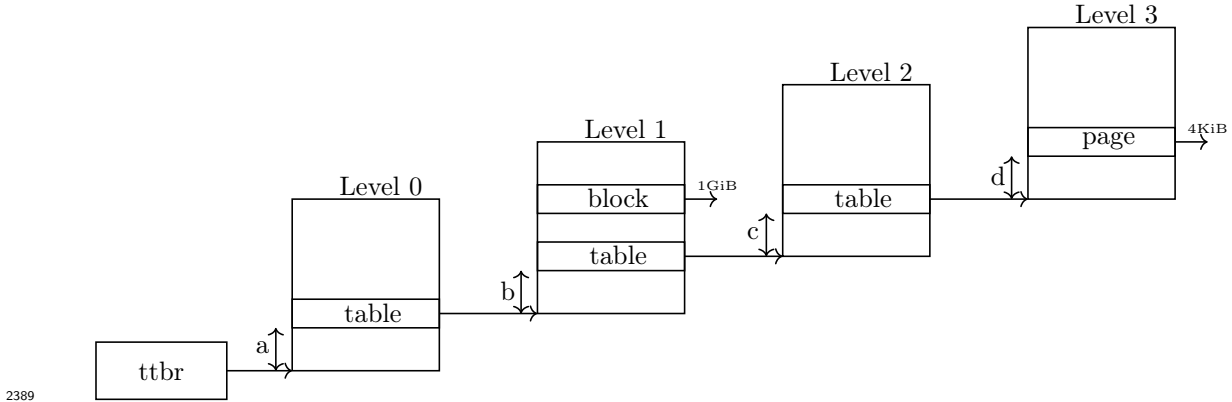 Level 3
Level 2
page
4KiB
Level 1
d
Level 0
block
1GiB
table
c
table
b
table
a
ttbr
2389